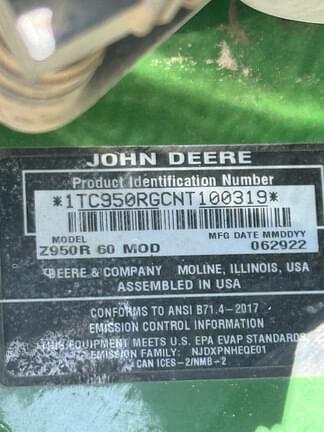 JOHN DEERE
Product Identification Number
*1TC950RGCNT100319*
MODEL MFG DATE MMDDYY
Z950R 60 MOD 062922
DEERE & COMPANY MOLINE, ILLINOIS, USA
ASSEMBLED IN USA
CONFORMS TO ANSI B71.4-2017
EMISSION CONTROL INFORMATION
THIS EQUIPMENT MEETS U.S. EPA EVAP STANDARDS
EMISSION FAMILY: NJDXPNHEQE01
CAN ICES-2/NMB-2